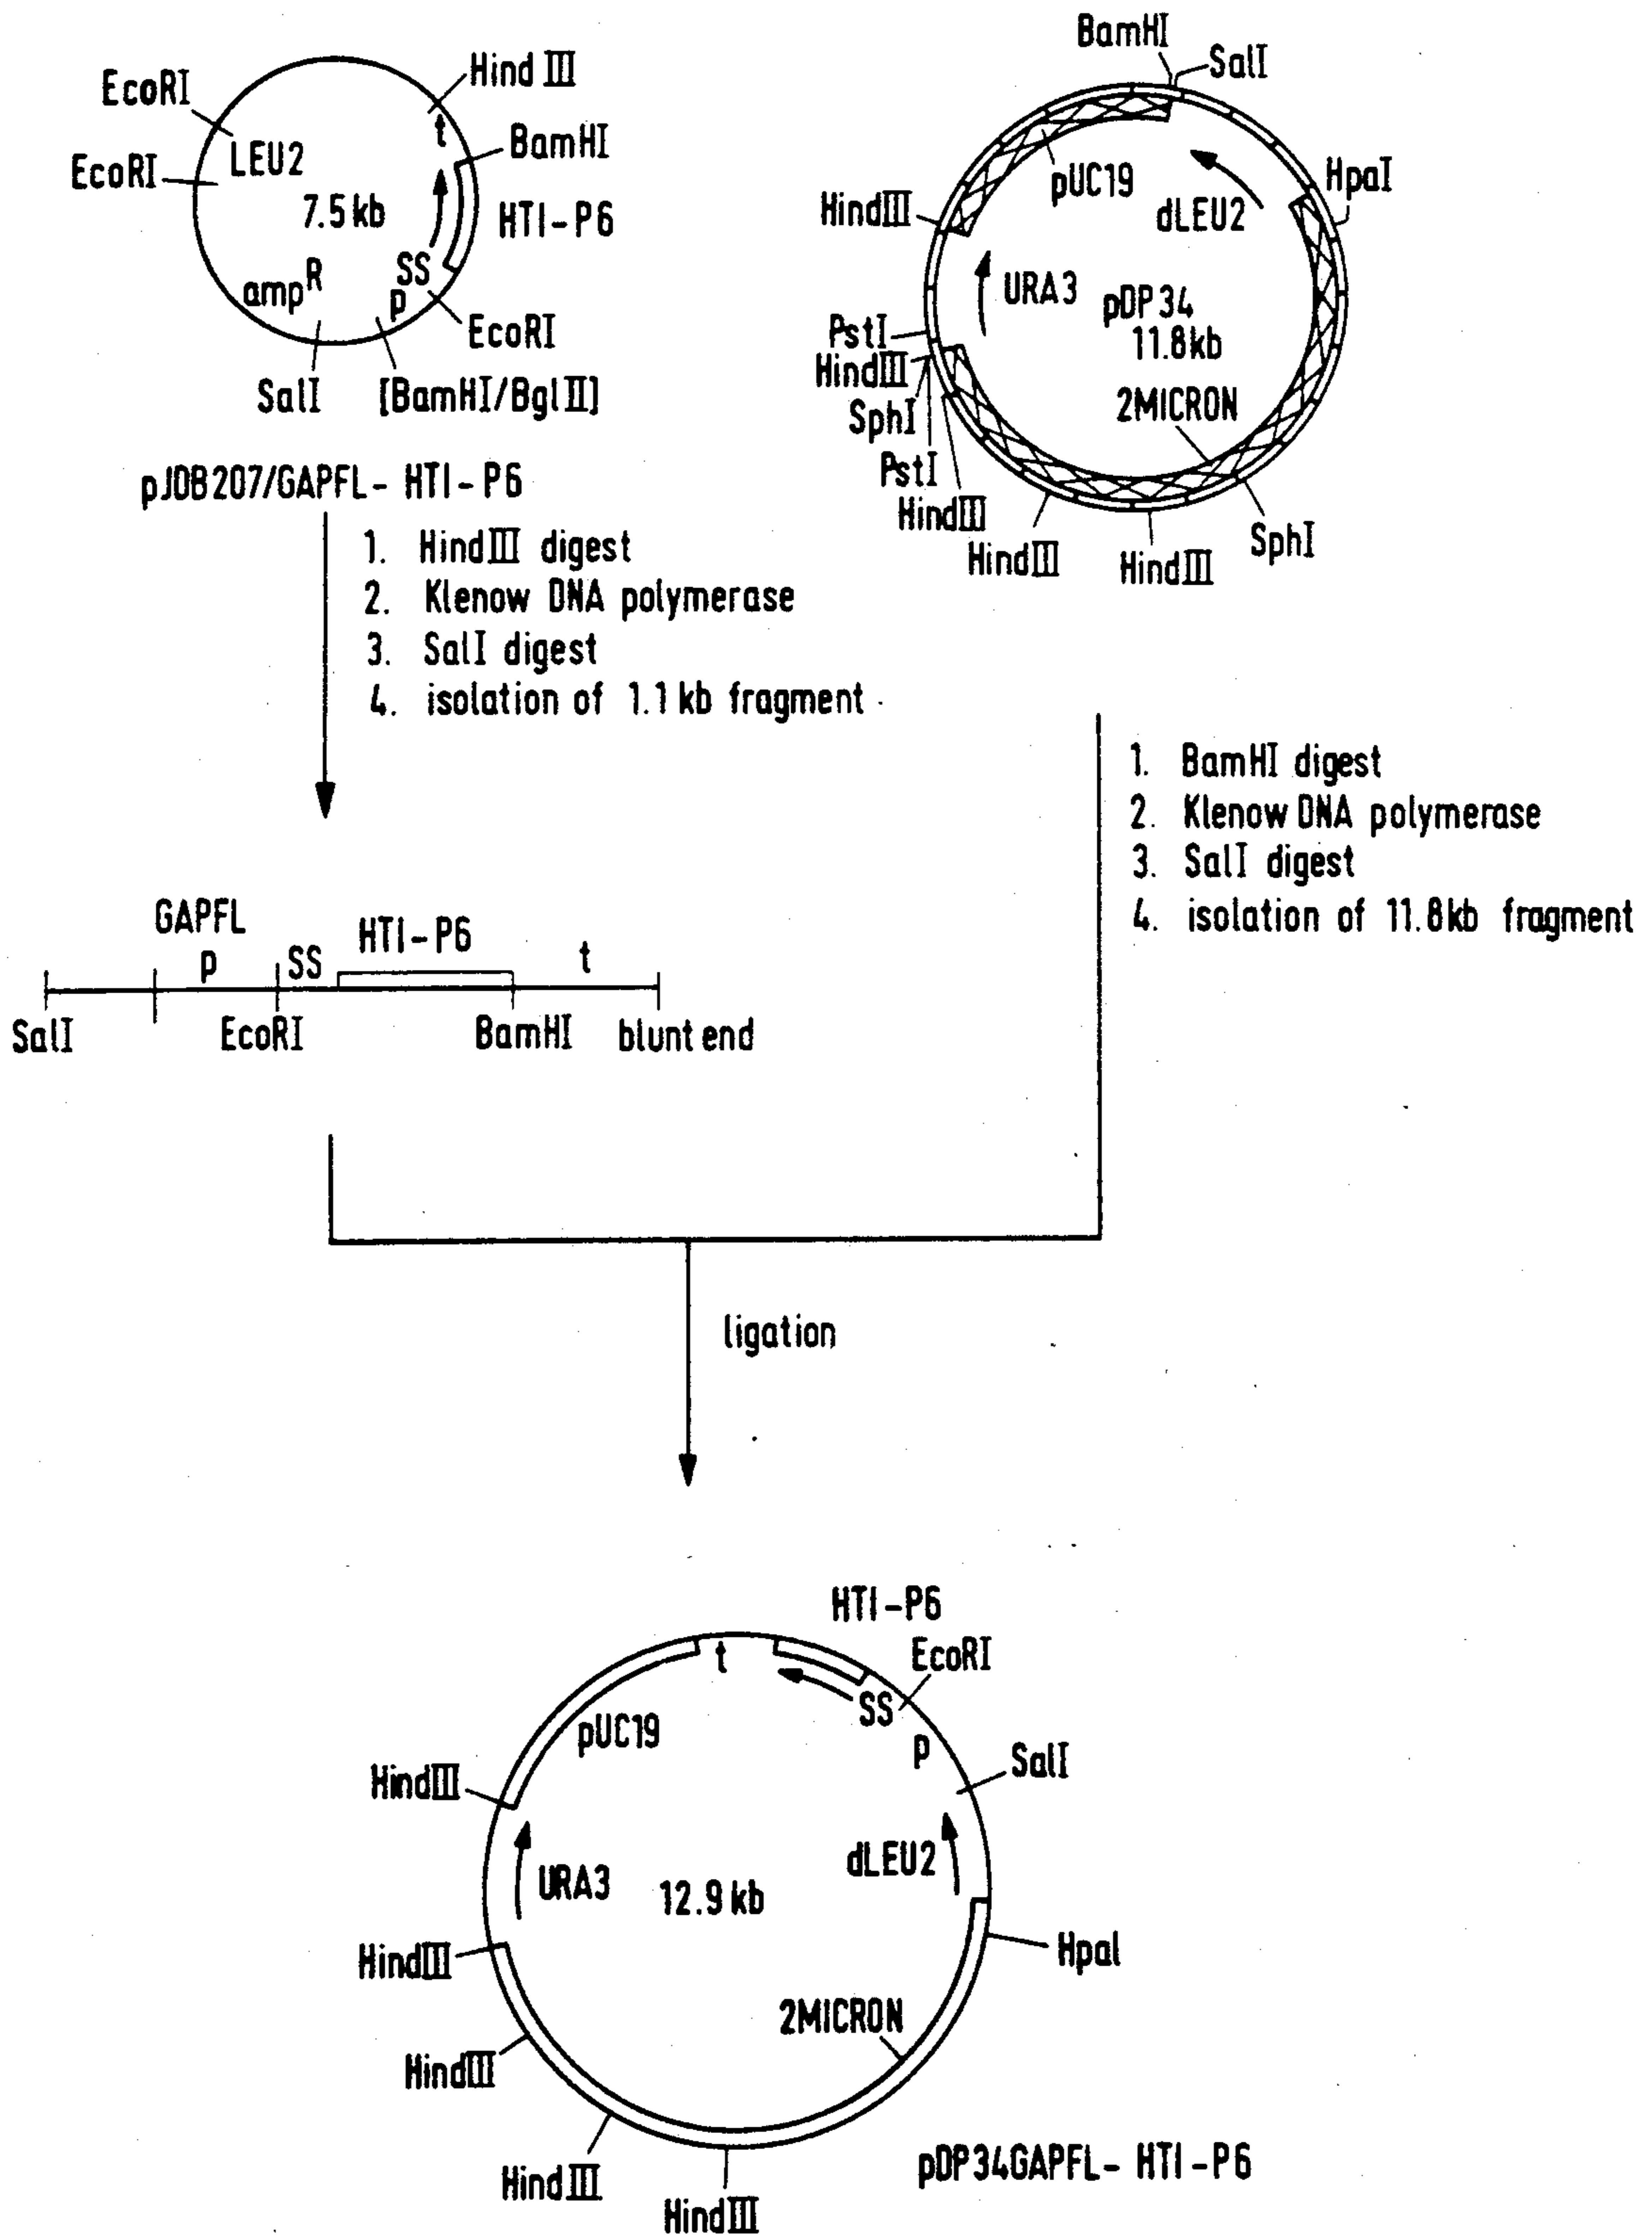 EcoRI
Hind III
t
BamHI
EcoRI
LEU2
7.5 kb
HTI-P6
SS
amp^R
p
EcoRI
SalI
[BamHI/Bgl II]
pJDB207/GAPFL- HTI-P6
1. HindIII digest
2. Klenow DNA polymerase
3. SalI digest
4. isolation of 1.1 kb fragment
BamHI
SalI
pUC19
HpaI
dLEU2
HindIII
URA3
pDP34
11.8kb
PstI
HindIII
SphI
2MICRON
PstI
HindIII
HindIII
HindIII
SphI
1. BamHI digest
2. Klenow DNA polymerase
3. SalI digest
4. isolation of 11.8kb fragment
GAPFL
p
SS
HTI-P6
t
SalI
EcoRI
BamHI
blunt end
ligation
HTI-P6
EcoRI
t
SS
pUC19
p
SalI
HindIII
dLEU2
URA3
12.9 kb
HindIII
HpaI
2MICRON
HindIII
HindIII
HindIII
pDP34GAPFL- HTI-P6